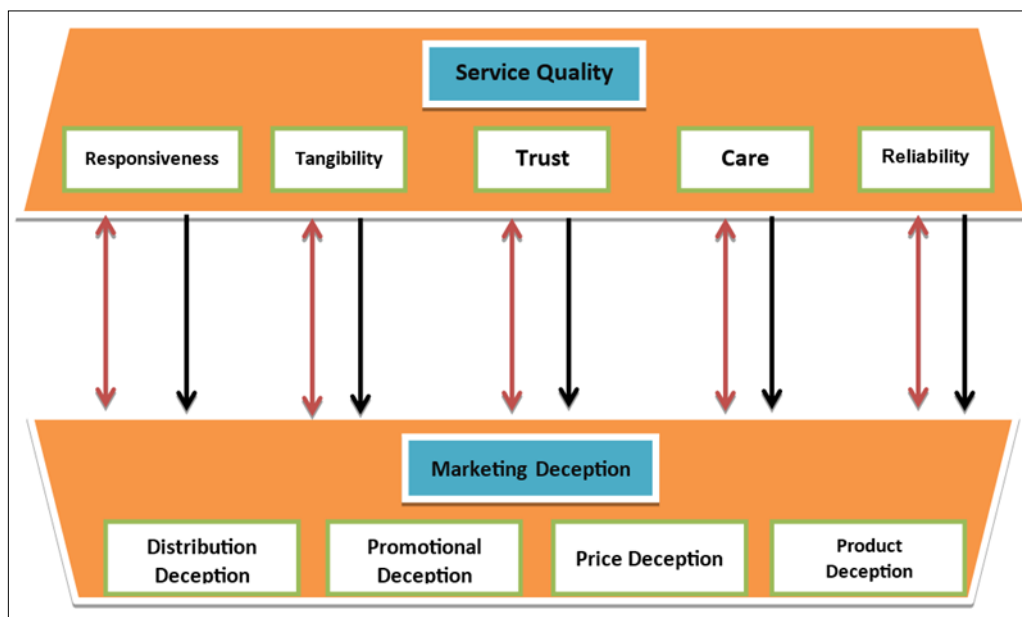 Service Quality
Responsiveness
Tangibility
Trust
Care
Reliability
Marketing Deception
Distribution
Deception
Promotional
Deception
Price Deception
Product
Deception